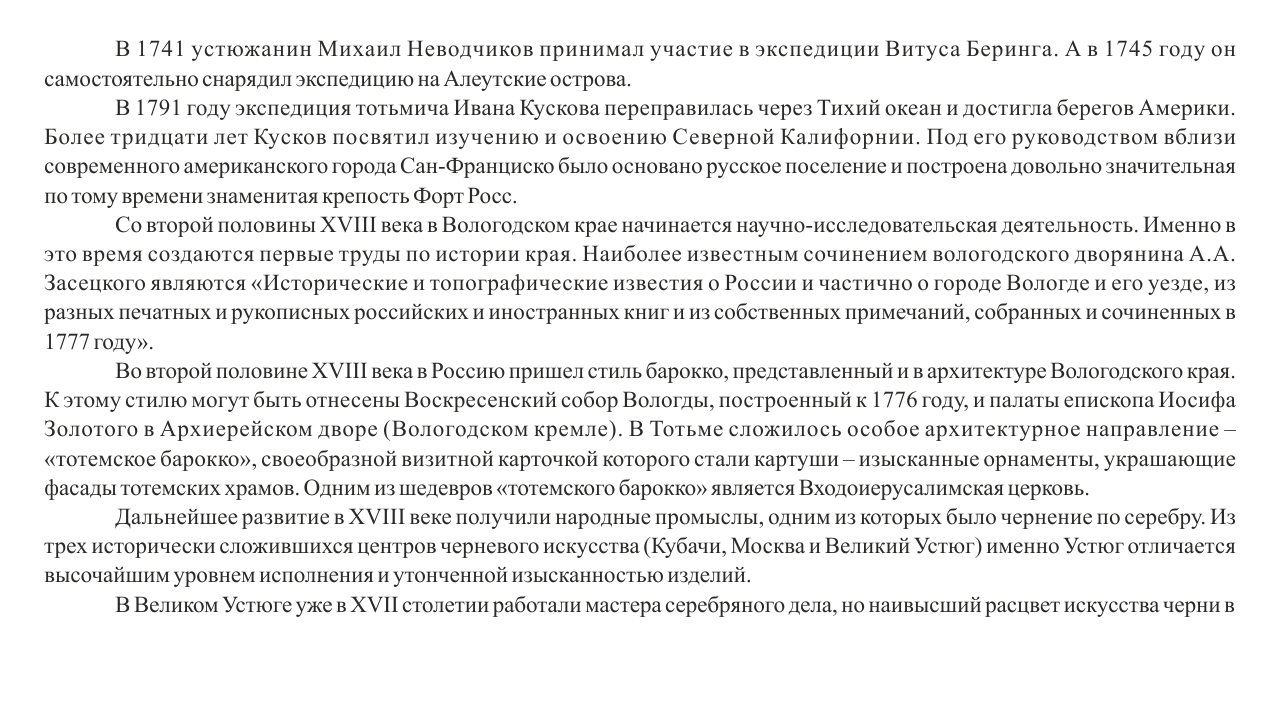 В 1741 устюжанин Михаил Неводчиков принимал участие в экспедиции Витуса Беринга. А в 1745 году он
самостоятельно снарядил экспедицию на Алеутские острова.
В 1791 году экспедиция тотьмича Ивана Кускова переправилась через Тихий океан и достигла берегов Америки.
Более тридцати лет Кусков посвятил изучению и освоению Северной Калифорнии. Под его руководством вблизи
современного американского города Сан-Франциско было основано русское поселение и построена довольно значительная
по тому времени знаменитая крепость Форт Росс.
Со второй половины XVIII века в Вологодском крае начинается научно-исследовательская деятельность. Именно в
это время создаются первые труды по истории края. Наиболее известным сочинением вологодского дворянина А.А.
Засецкого являются «Исторические и топографические известия о России и частично о городе Вологде и его уезде, из
разных печатных и рукописных российских и иностранных книг и из собственных примечаний, собранных и сочиненных в
1777 году».
Во второй половине XVIII века в Россию пришел стиль барокко, представленный и в архитектуре Вологодского края.
К этому стилю могут быть отнесены Воскресенский собор Вологды, построенный к 1776 году, и палаты епископа Иосифа
Золотого в Архиерейском дворе (Вологодском кремле). В Тотьме сложилось особое архитектурное направление –
«тотемское барокко», своеобразной визитной карточкой которого стали картуши – изысканные орнаменты, украшающие
фасады тотемских храмов. Одним из шедевров «тотемского барокко» является Входоиерусалимская церковь.
Дальнейшее развитие в XVIII веке получили народные промыслы, одним из которых было чернение по серебру. Из
трех исторически сложившихся центров черневого искусства (Кубачи, Москва и Великий Устюг) именно Устюг отличается
высочайшим уровнем исполнения и утонченной изысканностью изделий.
В Великом Устюге уже в XVII столетии работали мастера серебряного дела, но наивысший расцвет искусства черни в